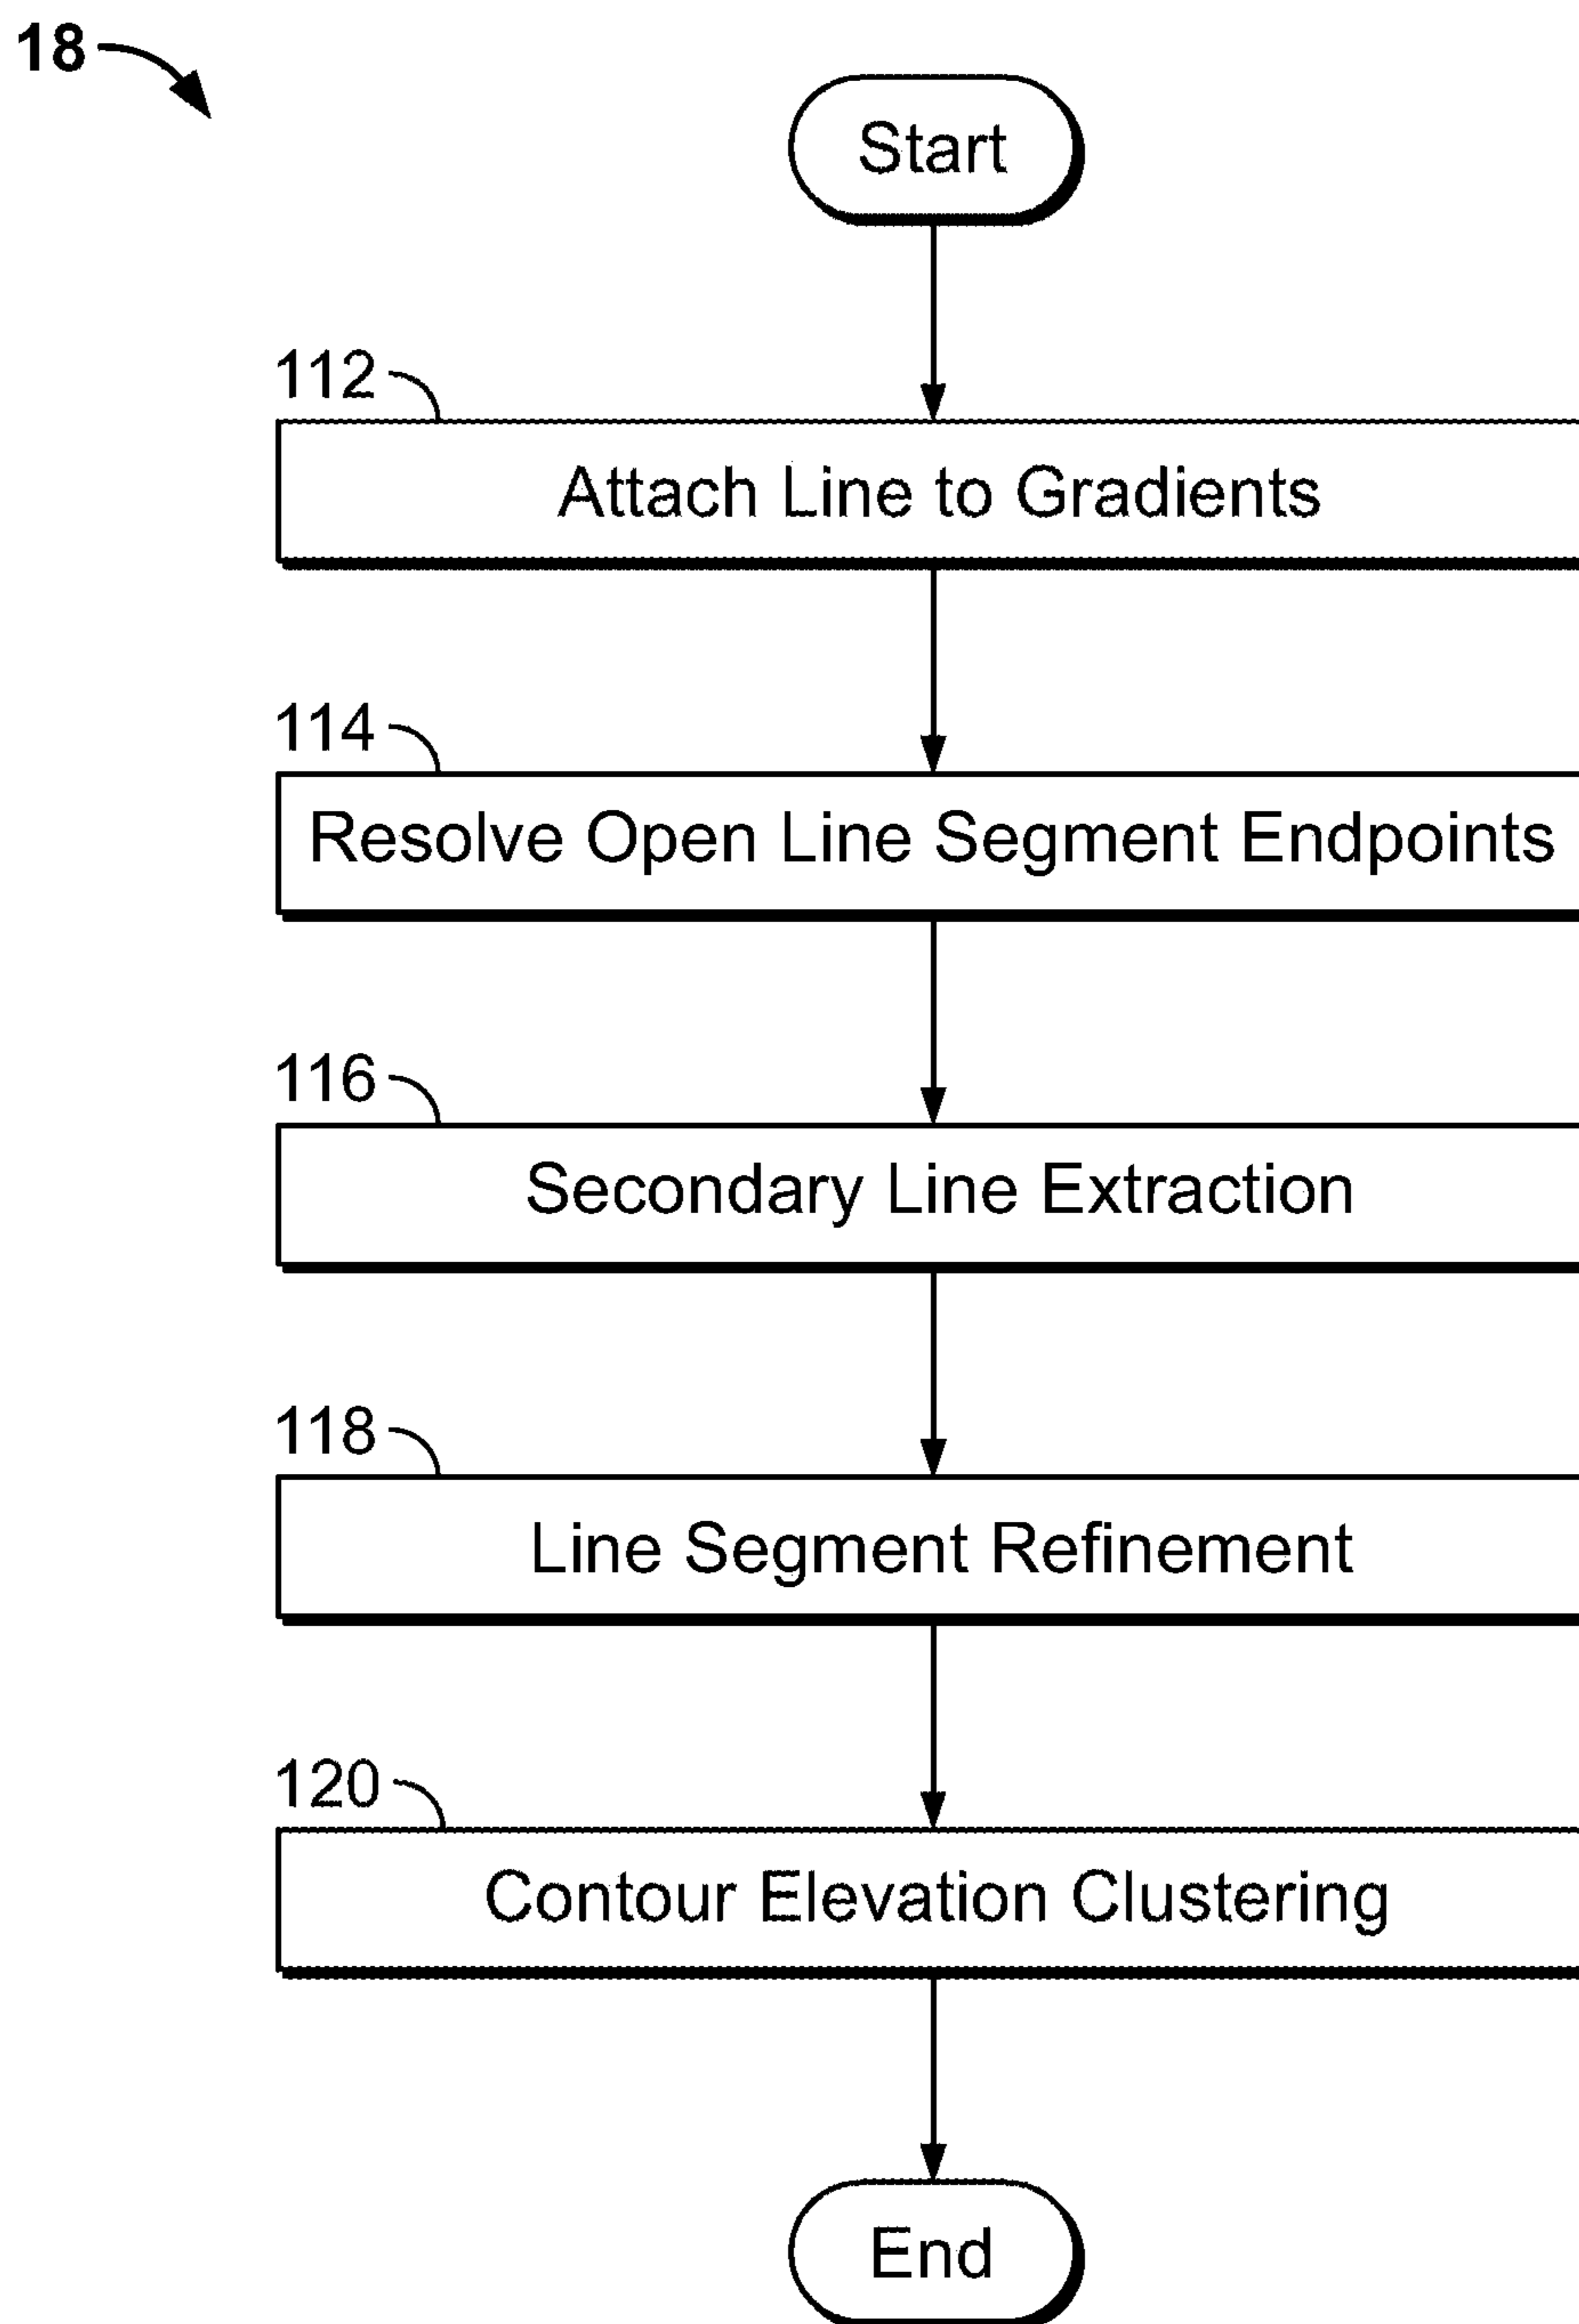 18
Start
112
Attach Line to Gradients
114
Resolve Open Line Segment Endpoints
116
Secondary Line Extraction
118
Line Segment Refinement
120
Contour Elevation Clustering
End